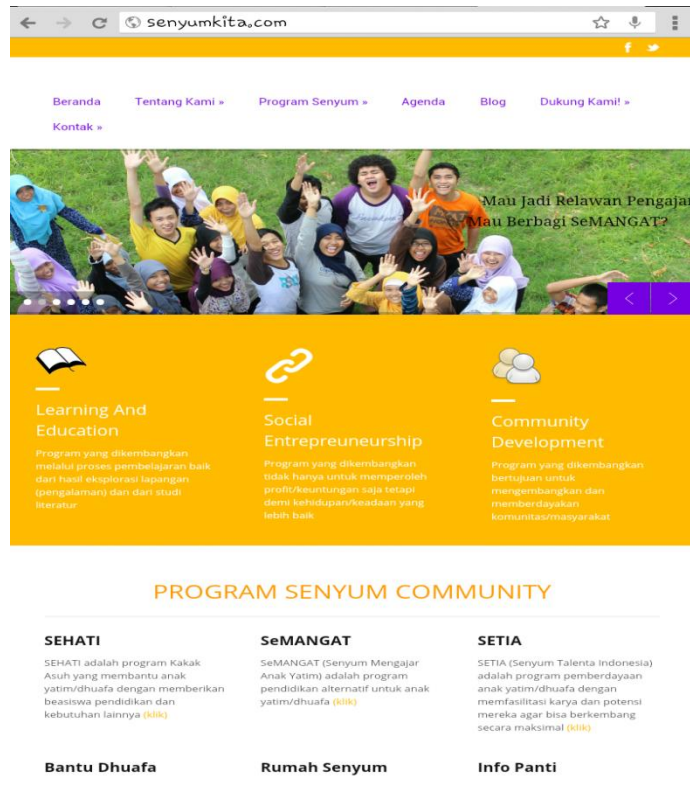 senyumkita.com
Beranda
Tentang Kami »
Program Senyum »
Agenda
Blog
Dukung Kami! »
Kontak »
Mau Jadi Relawan Pengajar
Mau Berbagi SeMANGAT?
Learning And
Education
Program yang dikembangkan
melalui proses pembelajaran baik
dari hasil eksplorasi lapangan
(pengalaman) dan dari studi
literatur
Social
Entrepreuneurship
Program yang dikembangkan
tidak hanya untuk memperoleh
profit/keuntungan saja tetapi
demi kehidupan/keadaan yang
lebih baik
Community
Development
Program yang dikembangkan
bertujuan untuk
mengembangkan dan
memberdayakan
komunitas/masyarakat
PROGRAM SENYUM COMMUNITY
SEHATI
SEHATI adalah program Kakak
Asuh yang membantu anak
yatim/dhuafa dengan memberikan
beasiswa pendidikan dan
kebutuhan lainnya (klik)
SeMANGAT
SeMANGAT (Senyum Mengajar
Anak Yatim) adalah program
pendidikan alternatif untuk anak
yatim/dhuafa (klik)
SETIA
SETIA (Senyum Talenta Indonesia)
adalah program pemberdayaan
anak yatim/dhuafa dengan
memfasilitasi karya dan potensi
mereka agar bisa berkembang
secara maksimal (klik)
Bantu Dhuafa
Rumah Senyum
Info Panti